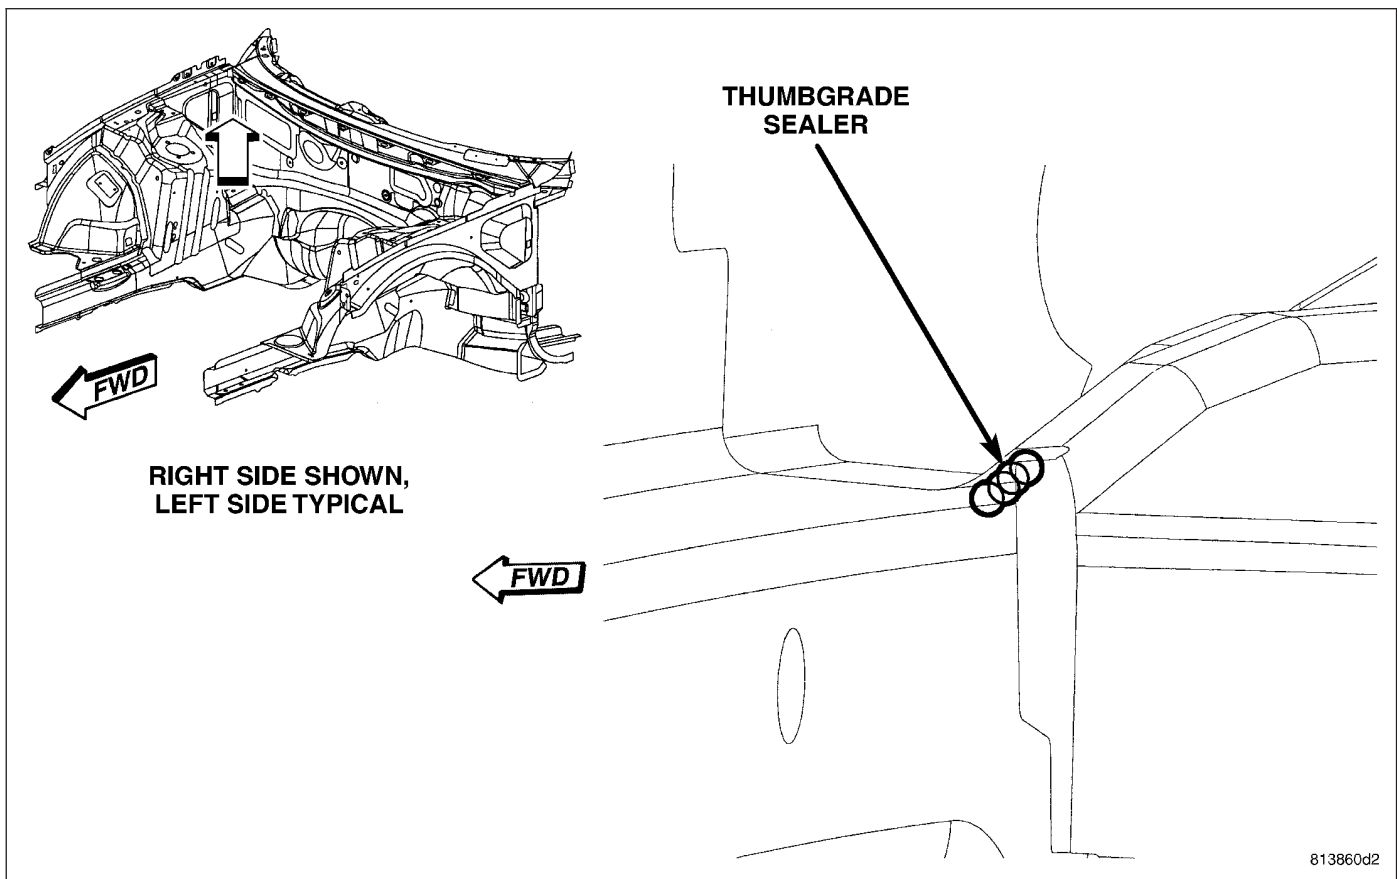 THUMBGRADE
SEALER
FWD
RIGHT SIDE SHOWN,
LEFT SIDE TYPICAL
FWD
813860d2